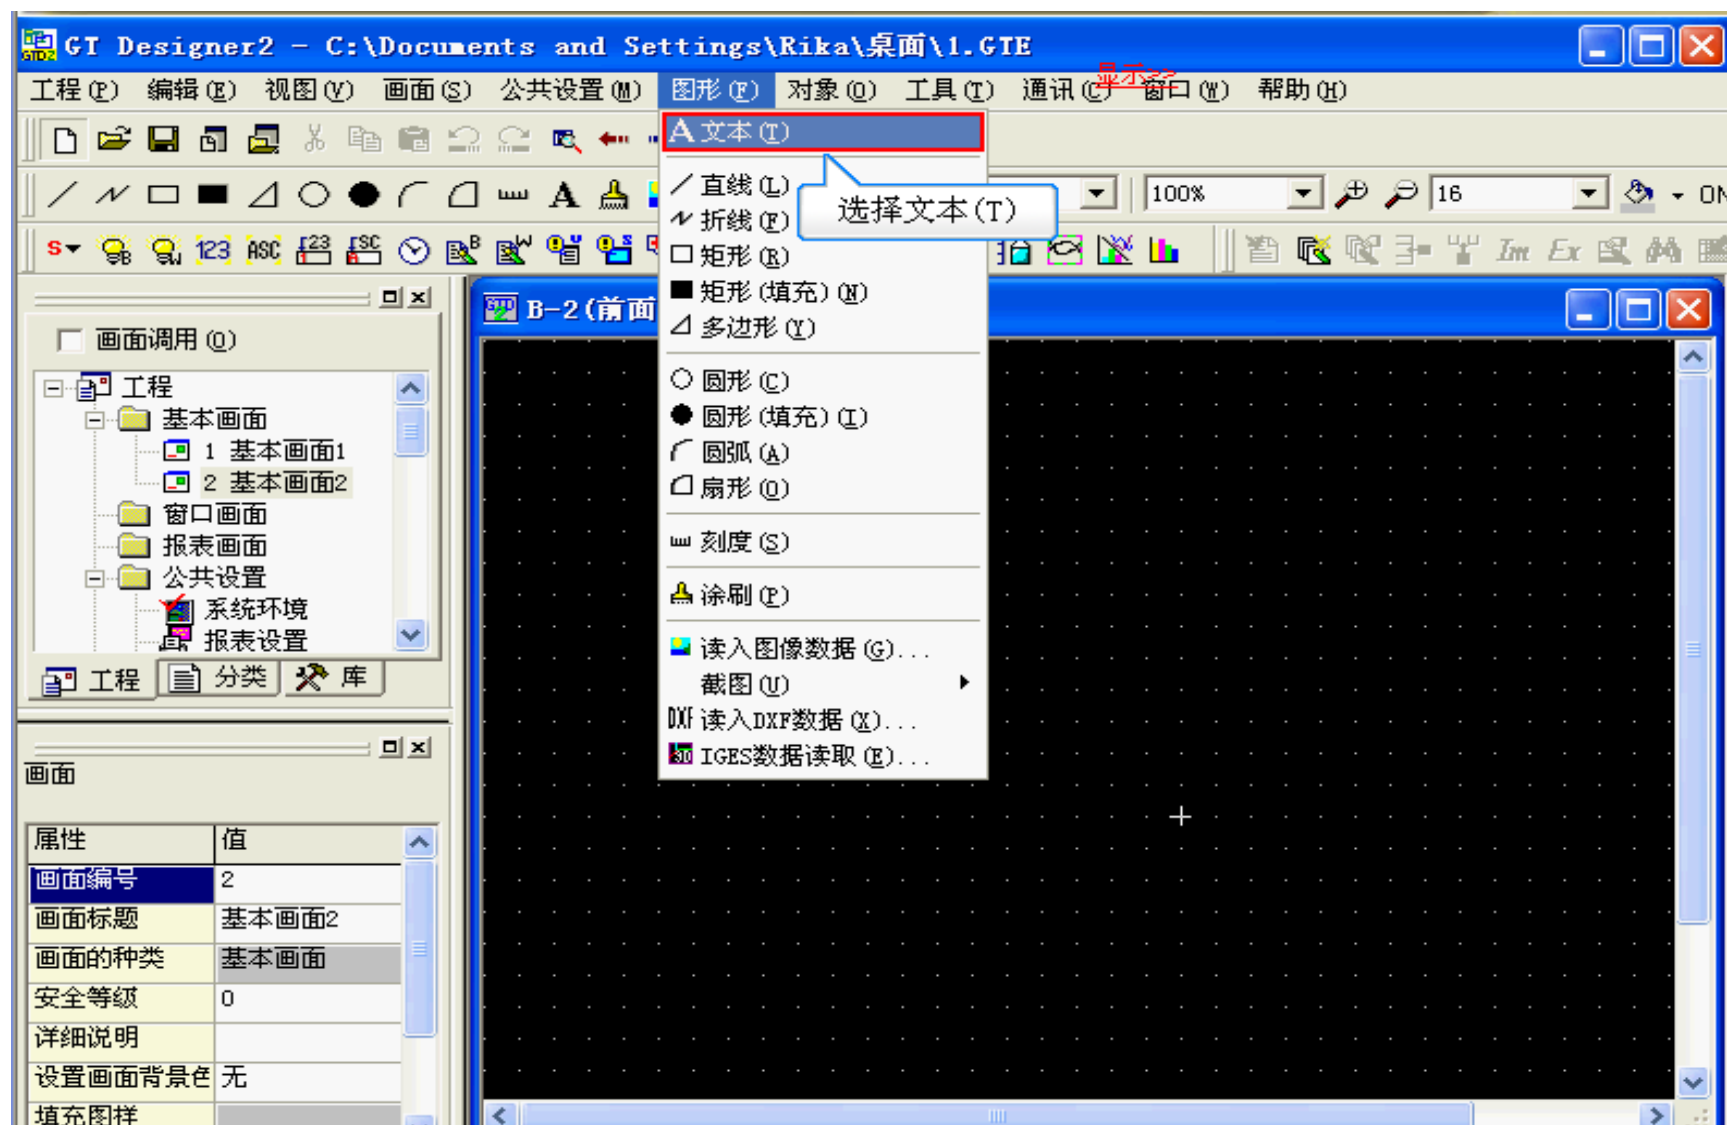 GT Designer2 - C:\Documents and Settings\Rika\桌面\1.GTE
工程(P) 编辑(E) 视图(V) 画面(S) 公共设置(M) 图形(F) 对象(O) 工具(T) 通讯(C) 窗口(W) 帮助(H)
显示>>
A 文本(T)
直线(L)
选择文本(T)
100%
16
ON
折线(F)
矩形(R)
矩形(填充)(N)
多边形(Y)
圆形(C)
圆形(填充)(I)
圆弧(A)
扇形(O)
刻度(S)
涂刷(P)
读入图像数据(G)...
截图(U)
DXF 读入DXF数据(X)...
IGES数据读取(E)...
A
S
123 ASC 123 Im Ex
画面调用(O)
工程
基本画面
1 基本画面1
2 基本画面2
窗口画面
报表画面
公共设置
系统环境
报表设置
工程 分类 库
B-2(前面
画面
属性 值
画面编号 2
画面标题 基本画面2
画面的种类 基本画面
安全等级 0
详细说明
设置画面背景色 无
填充图样